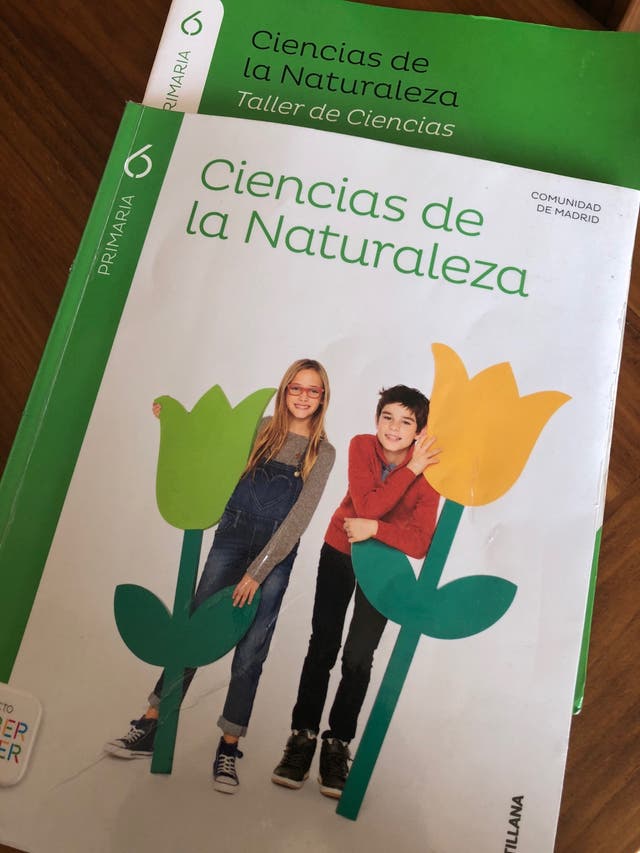 6
PRIMARIA
Ciencias de
la Naturaleza
Taller de Ciencias
6
PRIMARIA
Ciencias de
la Naturaleza
COMUNIDAD
DE MADRID